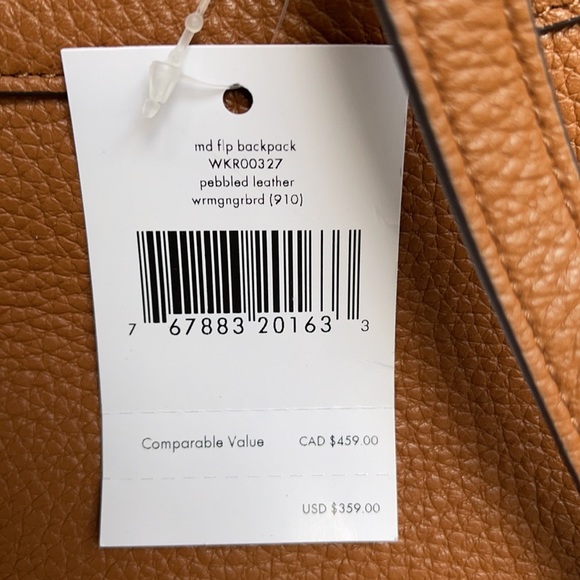 md flp backpack
WKR00327
pebbled leather
wrmgngrbrd (910)
7 67883 20163 3
Comparable Value CAD $459.00
USD $359.00